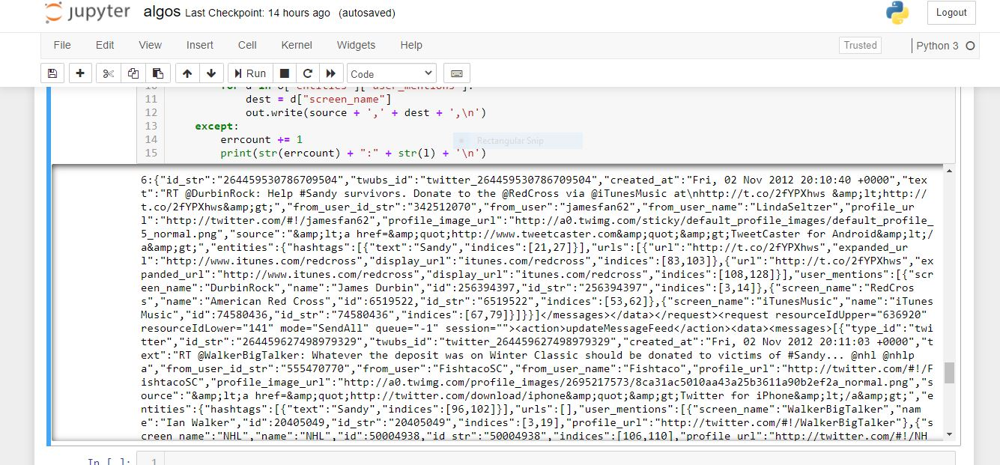 jupyter algos Last Checkpoint: 14 hours ago (autosaved)
Logout
File Edit View Insert Cell Kernel Widgets Help
Trusted Python 3
Run Code
10 for d in o["entities"]["user_mentions"]:
11 dest = d["screen_name"]
12 out.write(source + ',' + dest + ',\n')
13 except:
14 errcount += 1
Rectangular Snip
15 print(str(errcount) + ":" + str(l) + '\n')
6:{"id_str":"264459530786709504","twubs_id":"twitter_264459530786709504","created_at":"Fri, 02 Nov 2012 20:10:40 +0000","tex
t":"RT @DurbinRock: Help #Sandy survivors. Donate to the @RedCross via @iTunesMusic at\nhttp://t.co/2fYPXhws &amp;lt;http://
t.co/2fYPXhws&amp;gt;","from_user_id_str":"342512070","from_user":"jamesfan62","from_user_name":"LindaSeltzer","profile_ur
l":"http://twitter.com/#!/jamesfan62","profile_image_url":"http://a0.twimg.com/sticky/default_profile_images/default_profile_
5_normal.png","source":"&amp;lt;a href=&amp;quot;http://www.tweetcaster.com&amp;quot;&amp;gt;TweetCaster for Android&amp;lt;/
a&amp;gt;","entities":{"hashtags":[{"text":"Sandy","indices":[21,27]}],"urls":[{"url":"http://t.co/2fYPXhws","expanded_ur
l":"http://www.itunes.com/redcross","display_url":"itunes.com/redcross","indices":[83,103]},{"url":"http://t.co/2fYPXhws","ex
panded_url":"http://www.itunes.com/redcross","display_url":"itunes.com/redcross","indices":[108,128]}],"user_mentions":[{"scr
een_name":"DurbinRock","name":"James Durbin","id":256394397,"id_str":"256394397","indices":[3,14]},{"screen_name":"RedCros
s","name":"American Red Cross","id":6519522,"id_str":"6519522","indices":[53,62]},{"screen_name":"iTunesMusic","name":"iTunes
Music","id":74580436,"id_str":"74580436","indices":[67,79]}]}}]</messages></data></request><request resourceIdUpper="636920"
resourceIdLower="141" mode="SendAll" queue="-1" session=""><action>updateMessageFeed</action><data><messages>[{"type_id":"twi
tter","id_str":"264459627498979329","twubs_id":"twitter_264459627498979329","created_at":"Fri, 02 Nov 2012 20:11:03 +0000","t
ext":"RT @WalkerBigTalker: Whatever the deposit was on Winter Classic should be donated to victims of #Sandy... @nhl @nhlp
a","from_user_id_str":"555470770","from_user":"FishtacoSC","from_user_name":"Fishtaco","profile_url":"http://twitter.com/#!/F
ishtacoSC","profile_image_url":"http://a0.twimg.com/profile_images/2695217573/8ca31ac5010aa43a25b3611a90b2ef2a_normal.png","s
ource":"&amp;lt;a href=&amp;quot;http://twitter.com/download/iphone&amp;quot;&amp;gt;Twitter for iPhone&amp;lt;/a&amp;gt;","e
ntities":{"hashtags":[{"text":"Sandy","indices":[96,102]}],"urls":[],"user_mentions":[{"screen_name":"WalkerBigTalker","nam
e":"Ian Walker","id":20405049,"id_str":"20405049","indices":[3,19],"profile_url":"http://twitter.com/#!/WalkerBigTalker"},{"s
creen_name":"NHL","name":"NHL","id":50004938,"id_str":"50004938","indices":[106,110],"profile_url":"http://twitter.com/#!/NH
In [ ]: 1